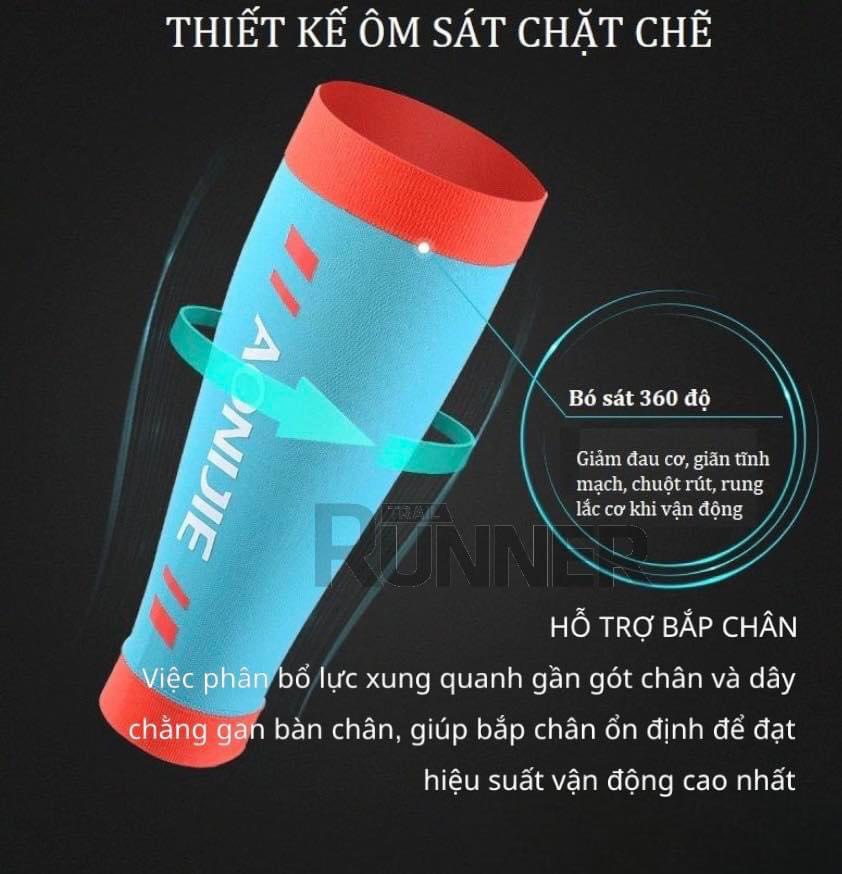 THIẾT KẾ ÔM SÁT CHẶT CHẼ
AONIJIE
Bó sát 360 độ
Giảm đau cơ, giãn tĩnh
mạch, chuột rút, rung
lắc cơ khi vận động
TRAIL
RUNNER
HỖ TRỢ BẮP CHÂN
Việc phân bổ lực xung quanh gần gót chân và dây
chằng gan bàn chân, giúp bắp chân ổn định để đạt
hiệu suất vận động cao nhất